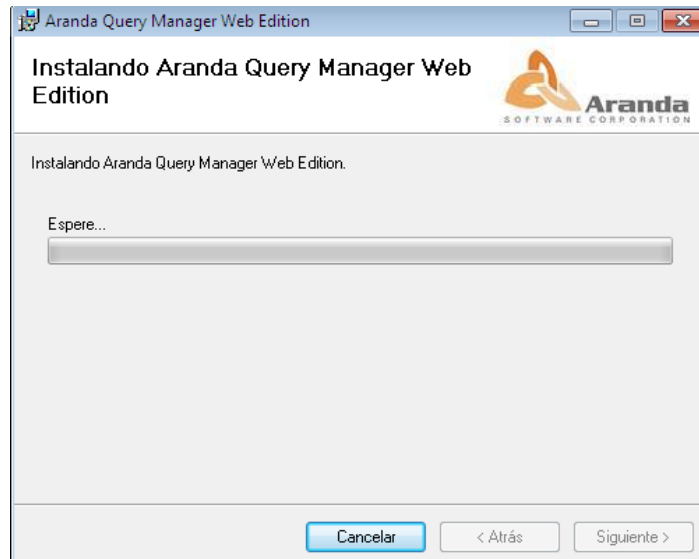 Aranda Query Manager Web Edition
Instalando Aranda Query Manager Web
Edition
Aranda
SOFTWARE CORPORATION
Instalando Aranda Query Manager Web Edition.
Espere...
Cancelar
< Atrás
Siguiente >